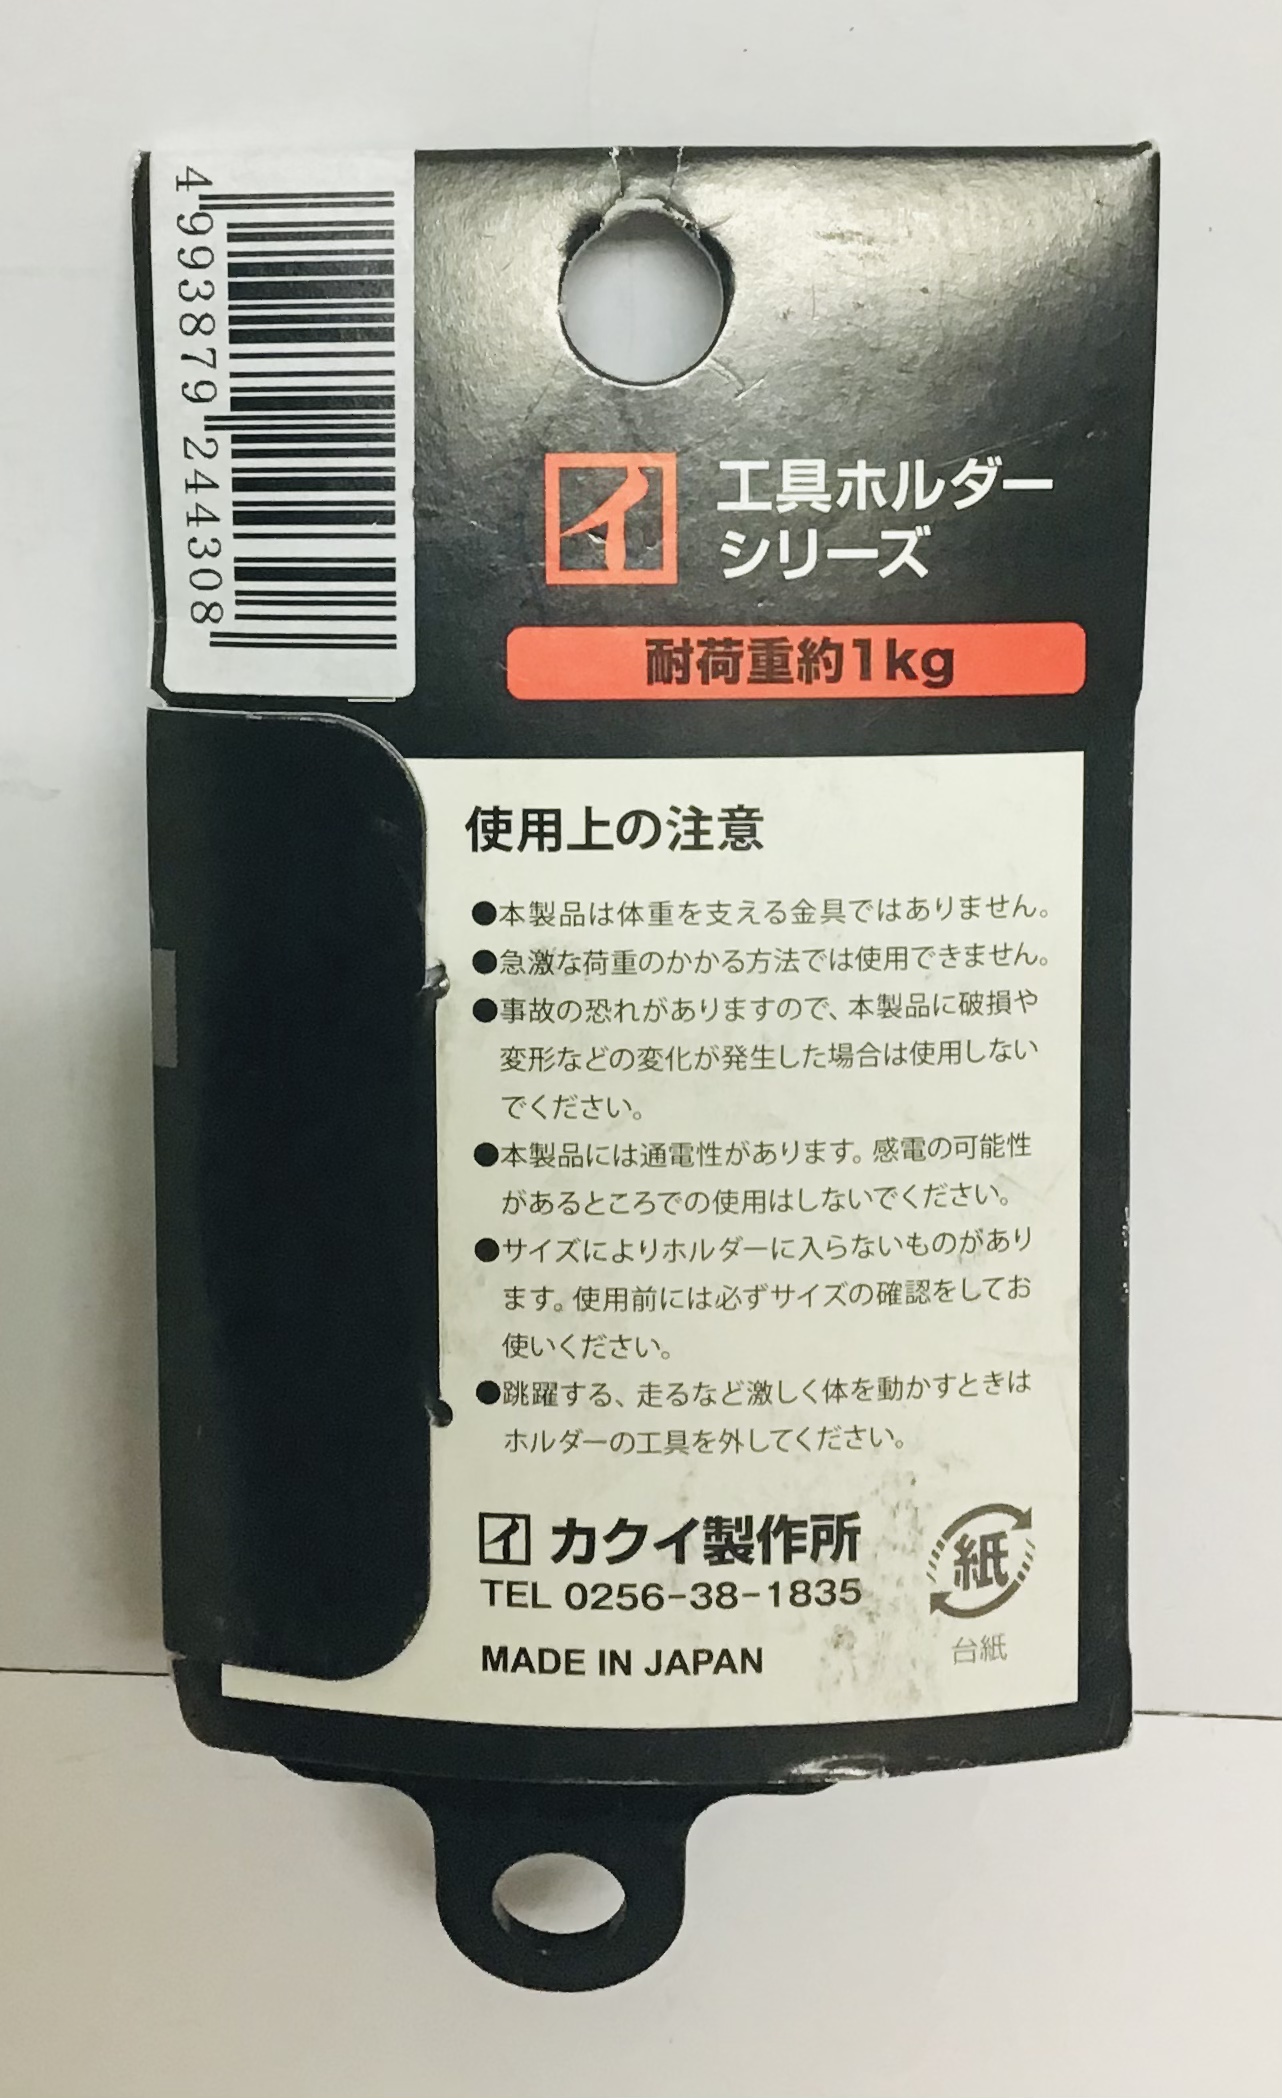 4993879244308
イ 工具ホルダー
シリーズ
耐荷重約1kg
使用上の注意
●本製品は体重を支える金具ではありません。
●急激な荷重のかかる方法では使用できません。
●事故の恐れがありますので、本製品に破損や
変形などの変化が発生した場合は使用しない
でください。
●本製品には通電性があります。感電の可能性
があるところでの使用はしないでください。
●サイズによりホルダーに入らないものがあり
ます。使用前には必ずサイズの確認をしてお
使いください。
●跳躍する、走るなど激しく体を動かすときは
ホルダーの工具を外してください。
イ カクイ製作所
TEL 0256-38-1835
MADE IN JAPAN
紙
台紙